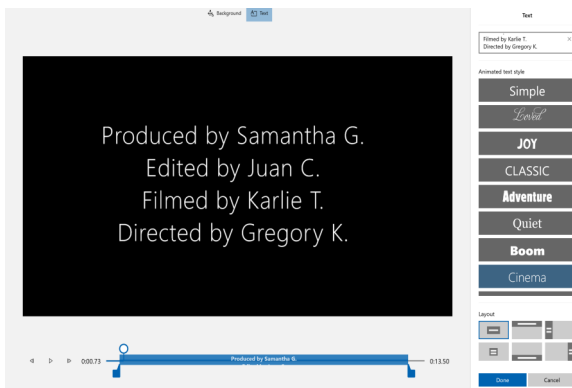 Background Text
Text
Filmed by Karlie T.
Directed by Gregory K.
Animated text style
Simple
Loved
JOY
CLASSIC
Adventure
Quiet
Boom
Cinema
Produced by Samantha G.
Edited by Juan C.
Filmed by Karlie T.
Directed by Gregory K.
Layout
0:00.73
Produced by Samantha G.
0:13.50
Done Cancel